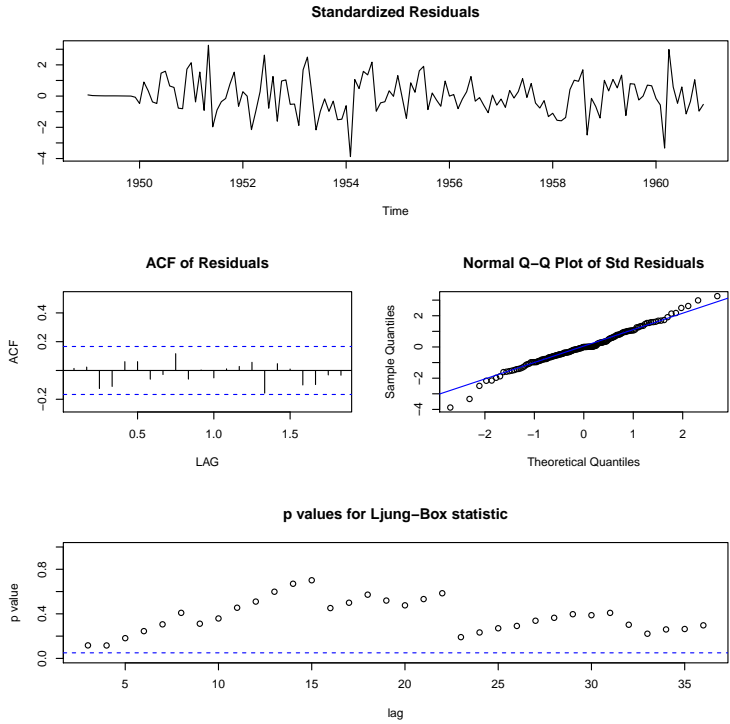 Standardized Residuals
2
0
−2
−4
1950 1952 1954 1956 1958 1960
Time
ACF of Residuals
0.4
0.2
−0.2
ACF
0.5 1.0 1.5
LAG
Normal Q−Q Plot of Std Residuals
2
0
−2
−4
Sample Quantiles
−2 −1 0 1 2
Theoretical Quantiles
p values for Ljung−Box statistic
0.8
0.4
0.0
p value
5 10 15 20 25 30 35
lag